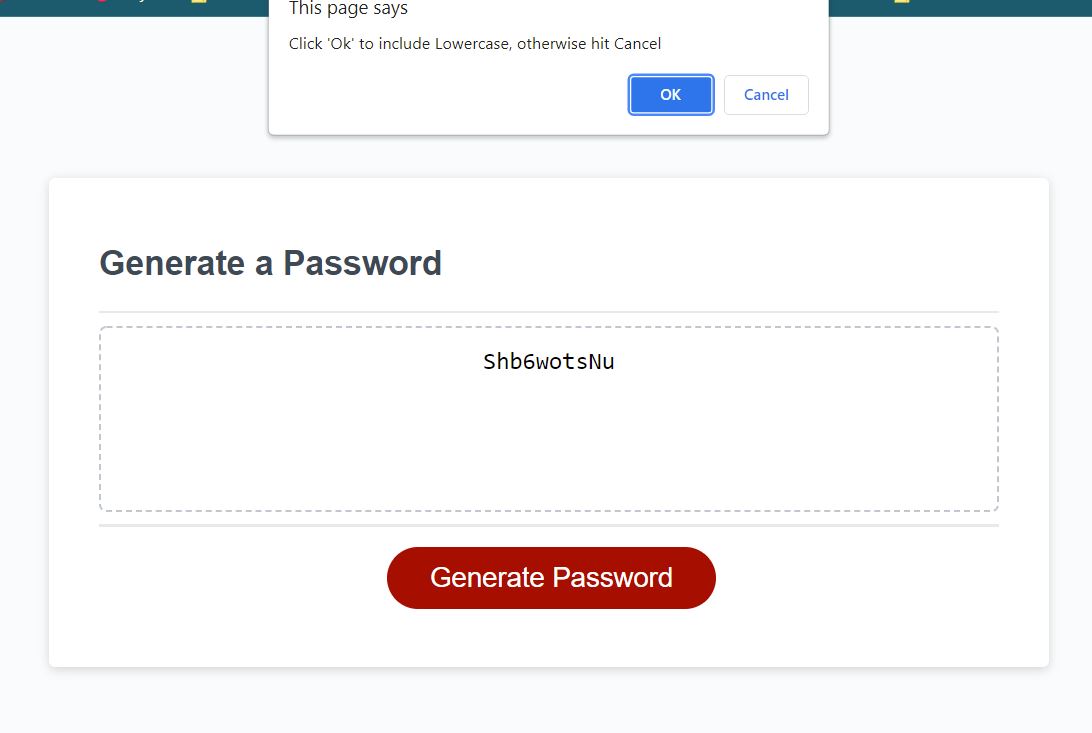 This page says
Click 'Ok' to include Lowercase, otherwise hit Cancel
OK
Cancel
Generate a Password
Shb6wotsNu
Generate Password